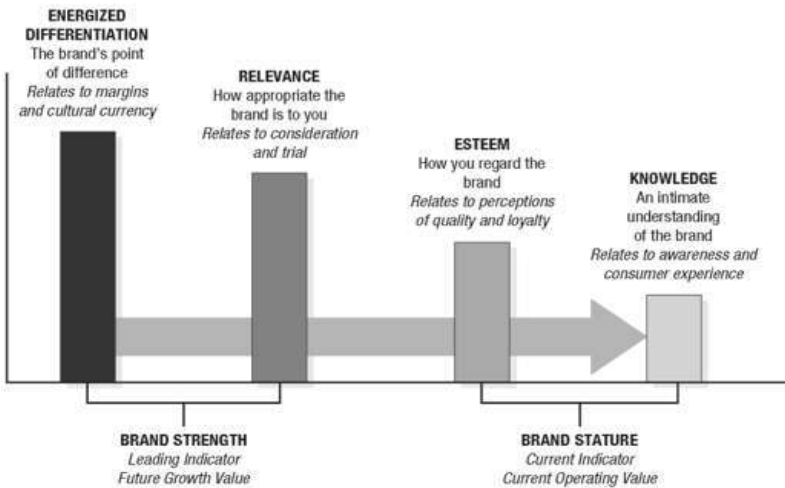 ENERGIZED
DIFFERENTIATION
The brand's point
of difference
Relates to margins
and cultural currency
RELEVANCE
How appropriate the
brand is to you
Relates to consideration
and trial
ESTEEM
How you regard the
brand
Relates to perceptions
of quality and loyalty
KNOWLEDGE
An intimate
understanding
of the brand
Relates to awareness and
consumer experience
BRAND STRENGTH
Leading Indicator
Future Growth Value
BRAND STATURE
Current Indicator
Current Operating Value